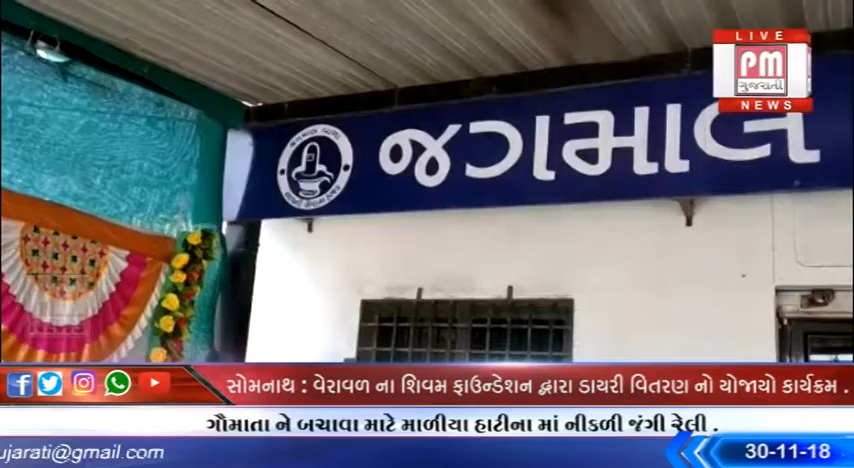 LIVE
PM
ગુજરાતી
NEWS
જગમાલ
સોમનાથ : વેરાવળ ના શિવમ ફાઉન્ડેશન દ્વારા ડાયરી વિતરણ નો યોજાયો કાર્યક્રમ .
ગૌમાતા ને બચાવા માટે માળીયા હાટીના માં નીકળી જંગી રેલી .
ujarati@gmail.com
30-11-18